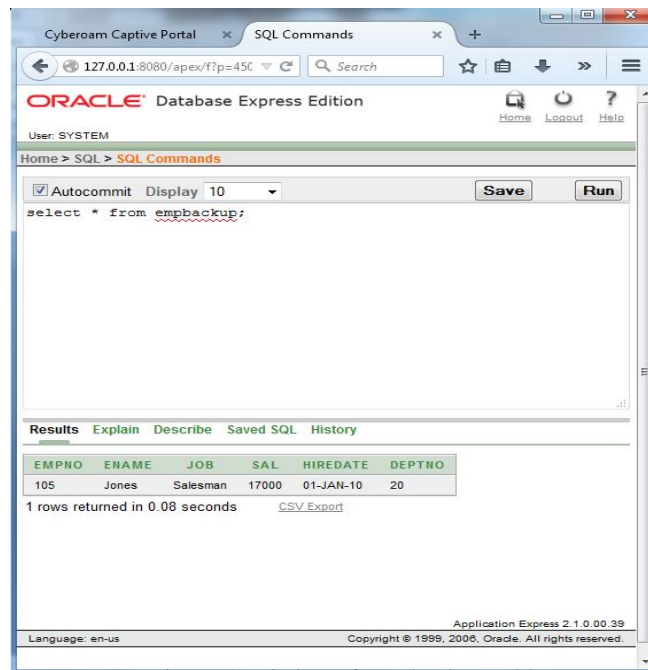 Cyberoam Captive Portal × SQL Commands × +
127.0.0.1:8080/apex/f?p=450 Search
ORACLE Database Express Edition
Home Logout Help
User: SYSTEM
Home > SQL > SQL Commands
Autocommit Display 10 Save Run
select * from empbackup;
Results Explain Describe Saved SQL History
EMPNO ENAME JOB SAL HIREDATE DEPTNO
105 Jones Salesman 17000 01-JAN-10 20
1 rows returned in 0.08 seconds CSV Export
Application Express 2.1.0.00.39
Language: en-us Copyright © 1999, 2006, Oracle. All rights reserved.